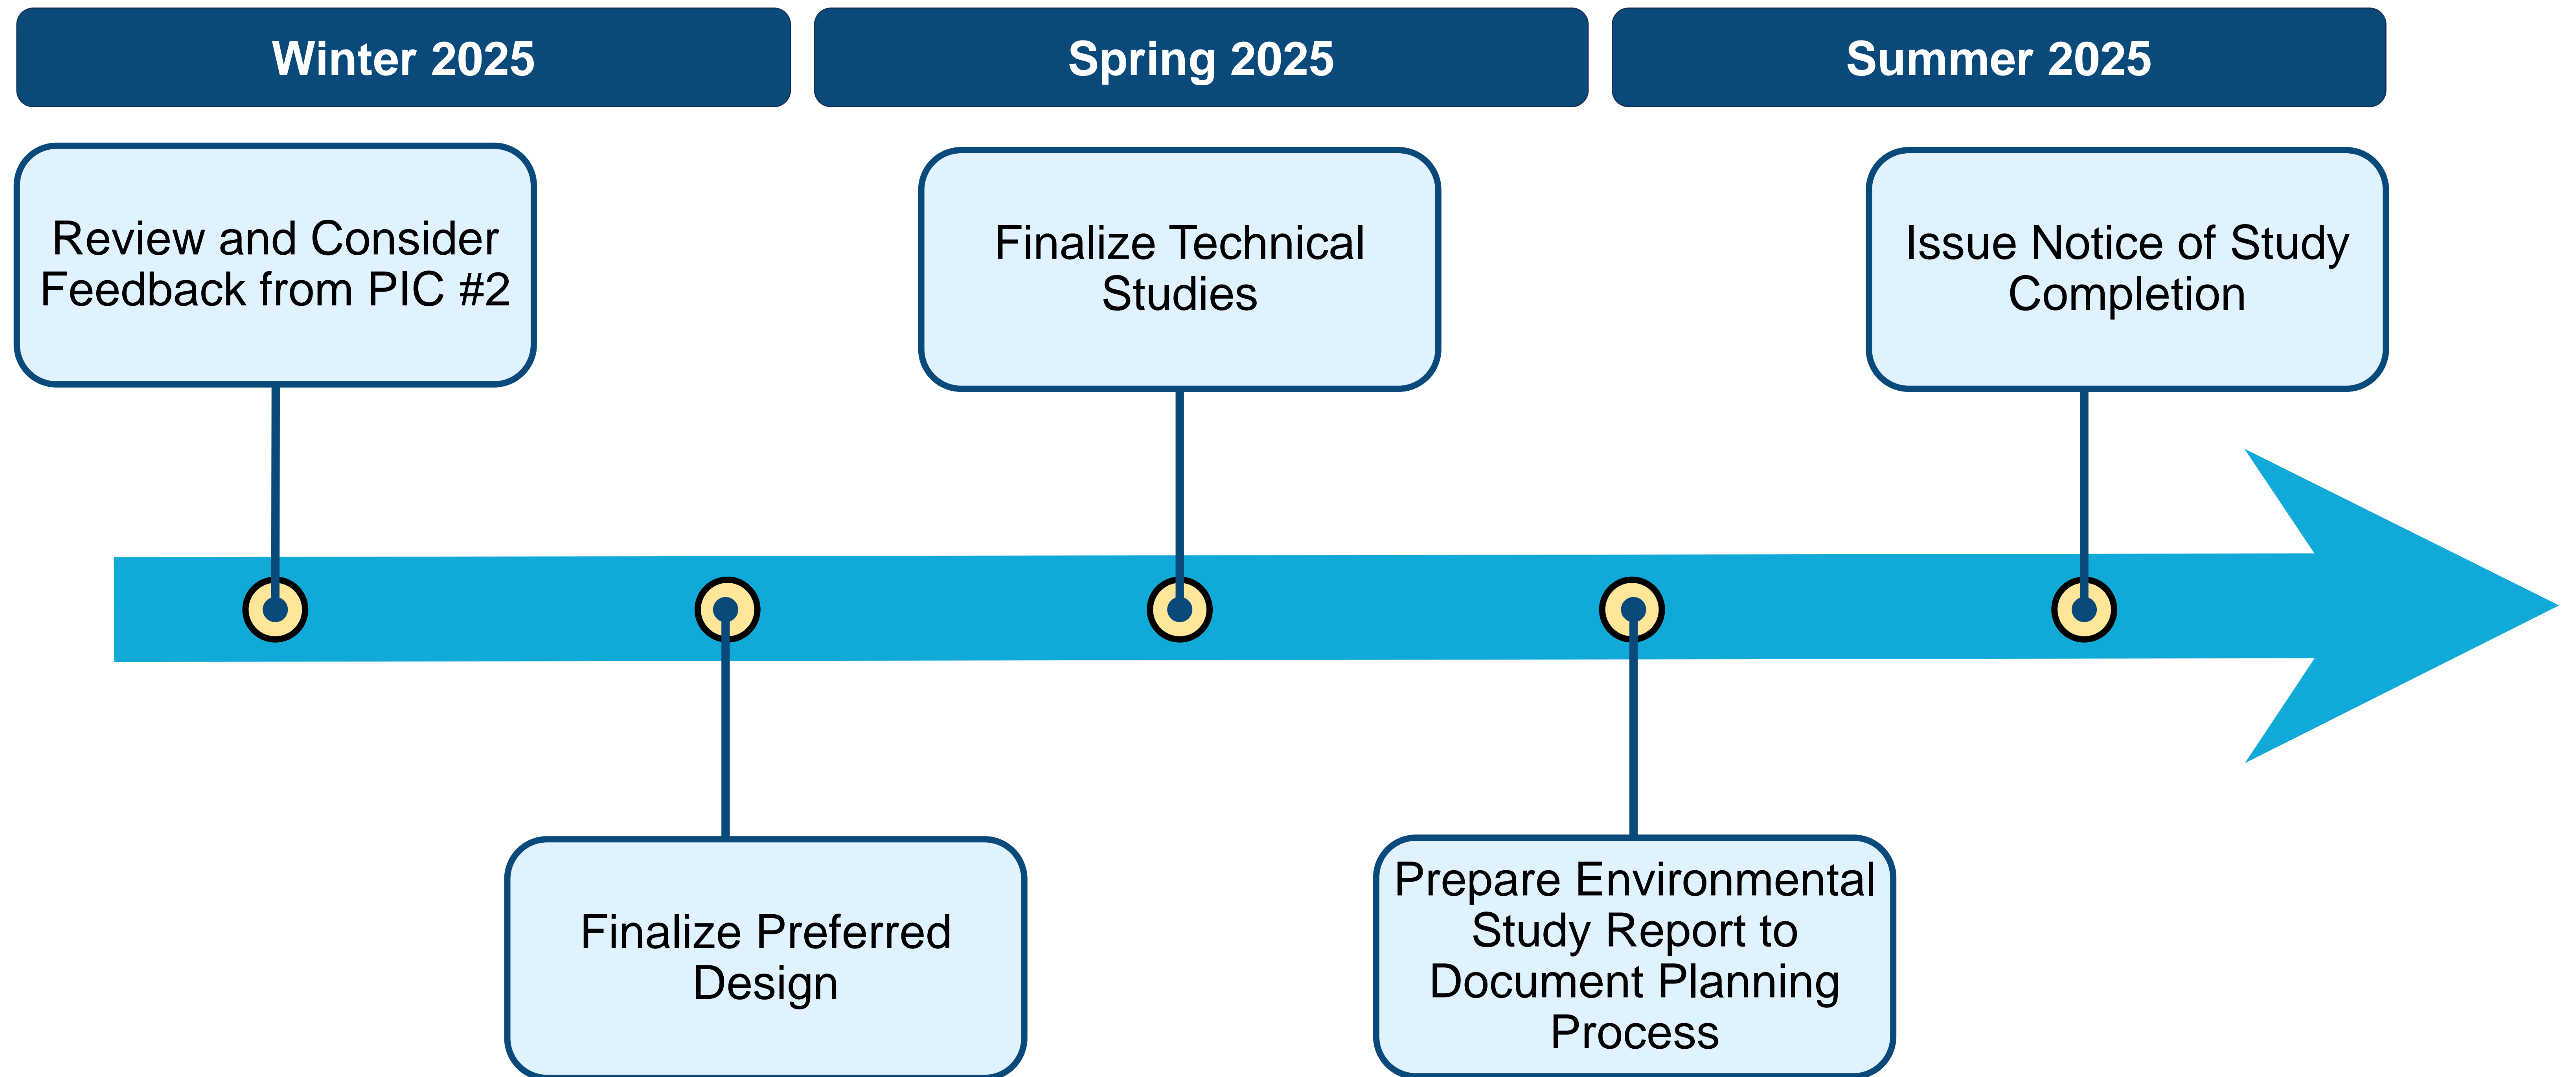 Winter 2025
Spring 2025
Summer 2025
Review and Consider
Feedback from PIC #2
Finalize Technical
Studies
Issue Notice of Study
Completion
Finalize Preferred
Design
Prepare Environmental
Study Report to
Document Planning
Process